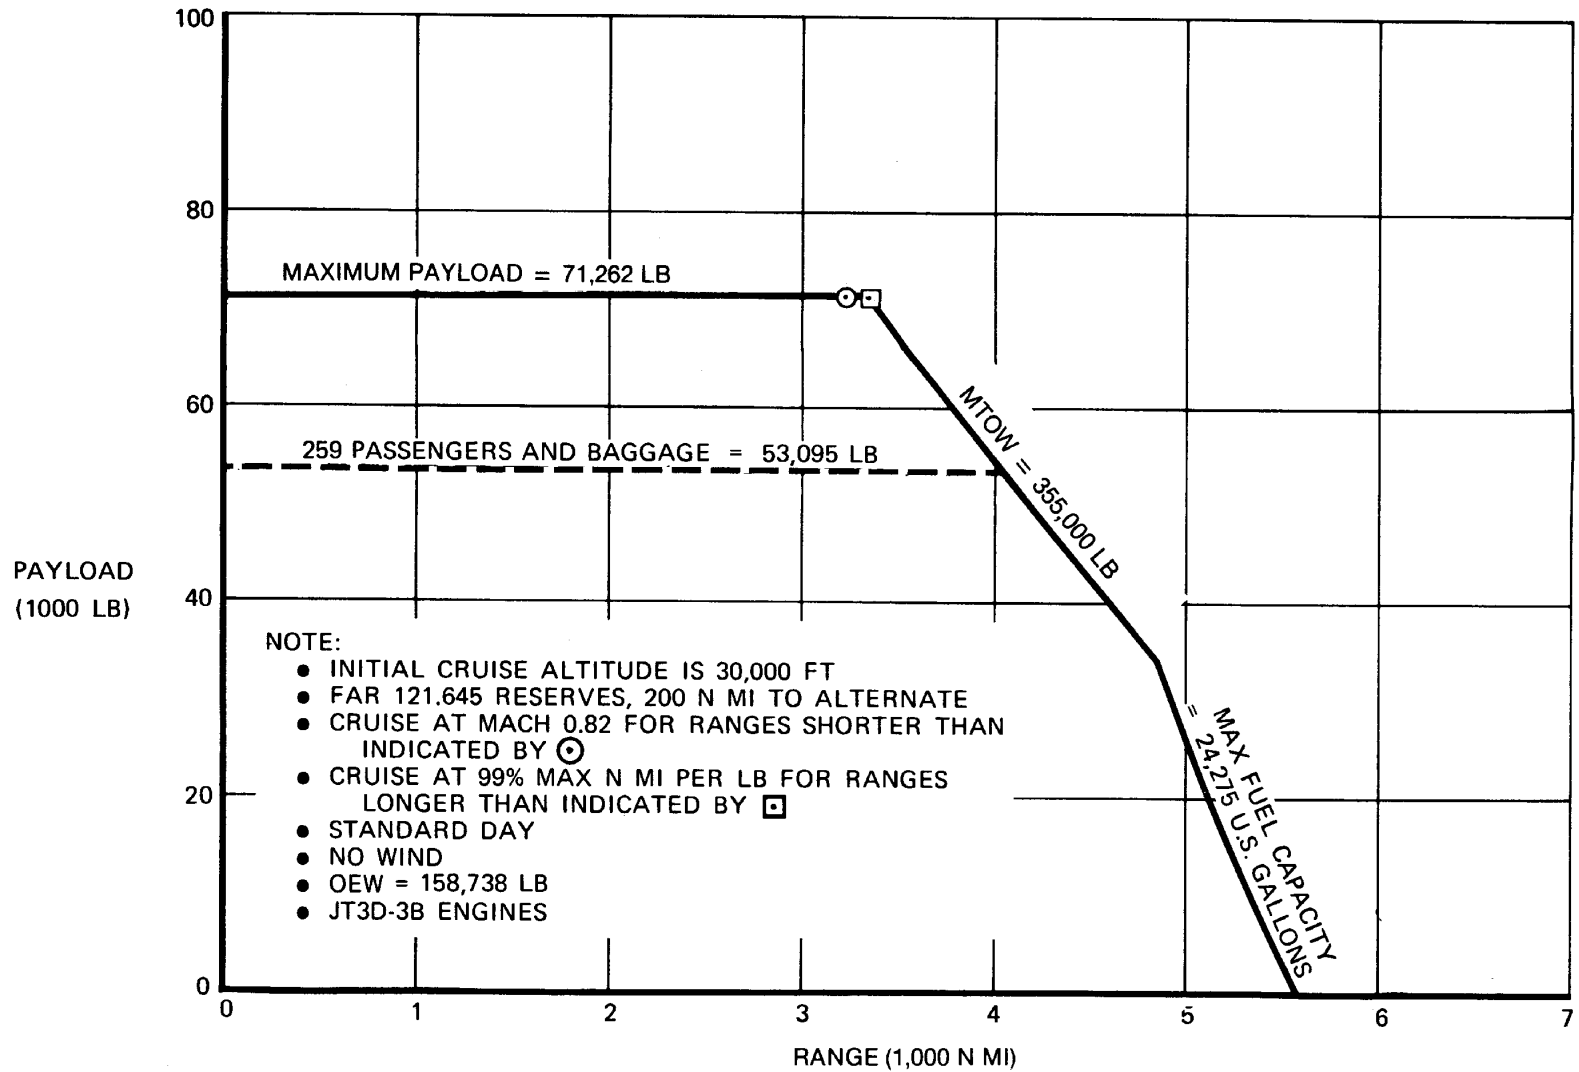 100
80
MAXIMUM PAYLOAD = 71,262 LB
60
MTOW = 355,000 LB
259 PASSENGERS AND BAGGAGE = 53,095 LB
PAYLOAD
(1000 LB)
40
NOTE:
● INITIAL CRUISE ALTITUDE IS 30,000 FT
● FAR 121.645 RESERVES, 200 N MI TO ALTERNATE
● CRUISE AT MACH 0.82 FOR RANGES SHORTER THAN
INDICATED BY ⊙
● CRUISE AT 99% MAX N MI PER LB FOR RANGES
LONGER THAN INDICATED BY ⊡
● STANDARD DAY
● NO WIND
● OEW = 158,738 LB
● JT3D-3B ENGINES
MAX FUEL CAPACITY
= 24,275 U.S. GALLONS
20
0
0 1 2 3 4 5 6 7
RANGE (1,000 N MI)